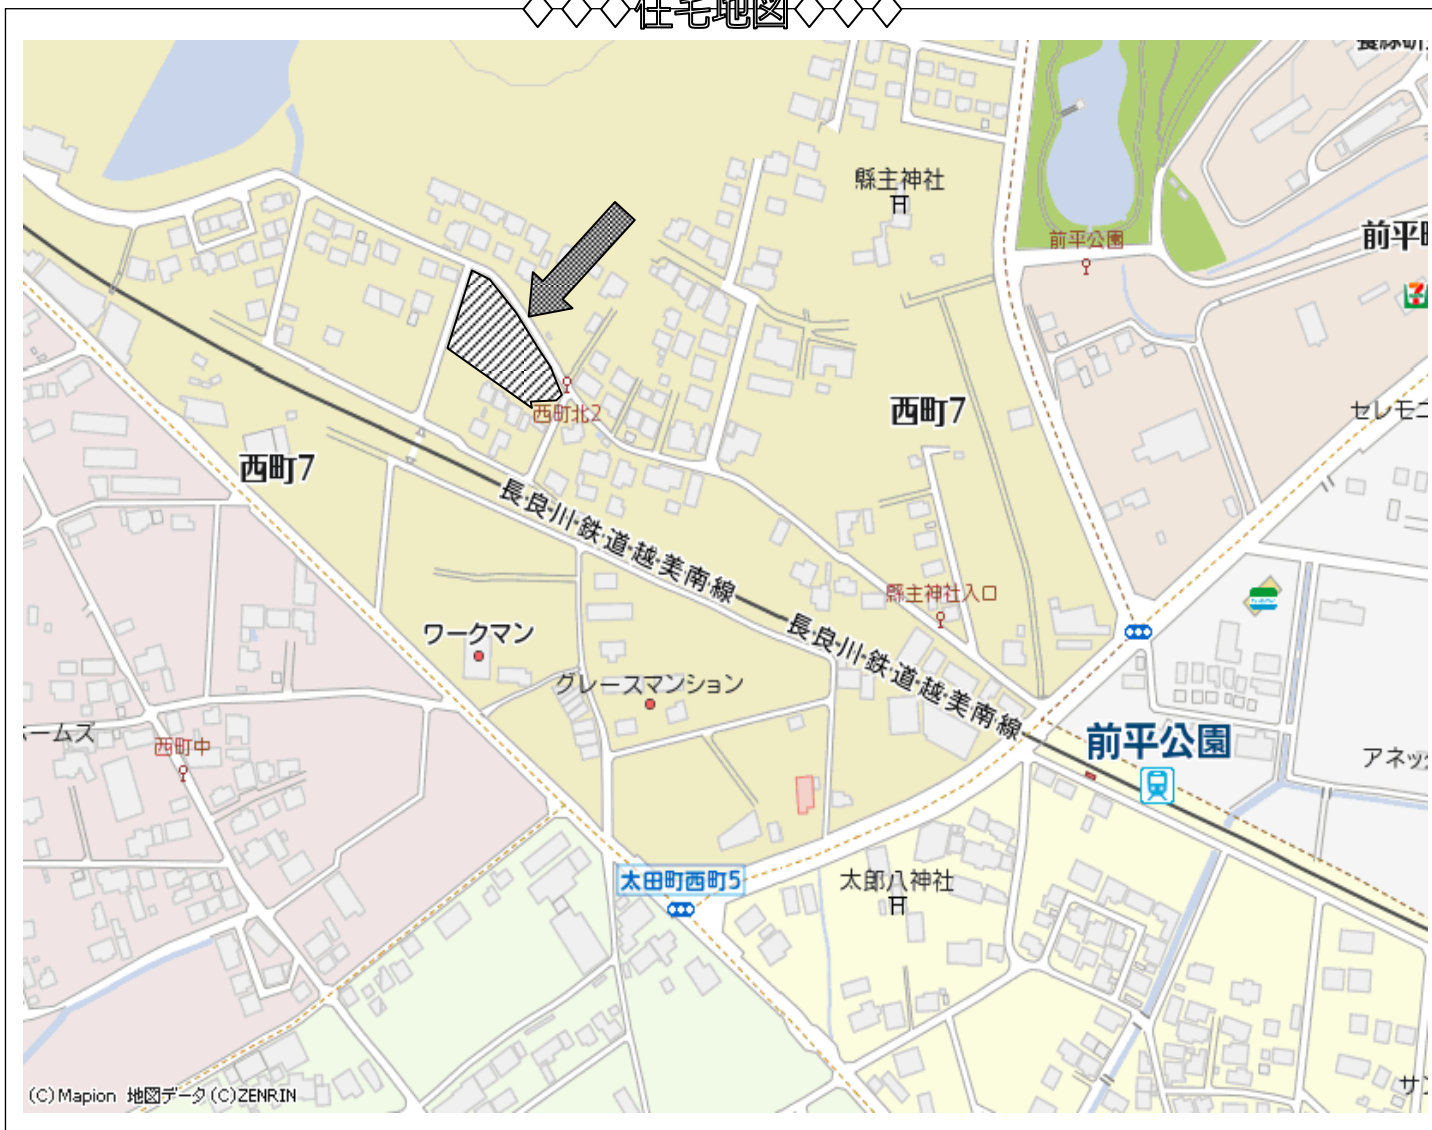 ◇◇◇住宅地図◇◇◇
縣主神社
前平公園
西町北2
西町7
西町7
長良川鉄道越美南線
ワークマン
グレースマンション
縣主神社入口
長良川鉄道越美南線
ームズ
西町中
前平公園
アネッ
太田町西町5
太郎八神社
セレモニ
前平町
サン
(C)Mapion 地図データ(C)ZENRIN